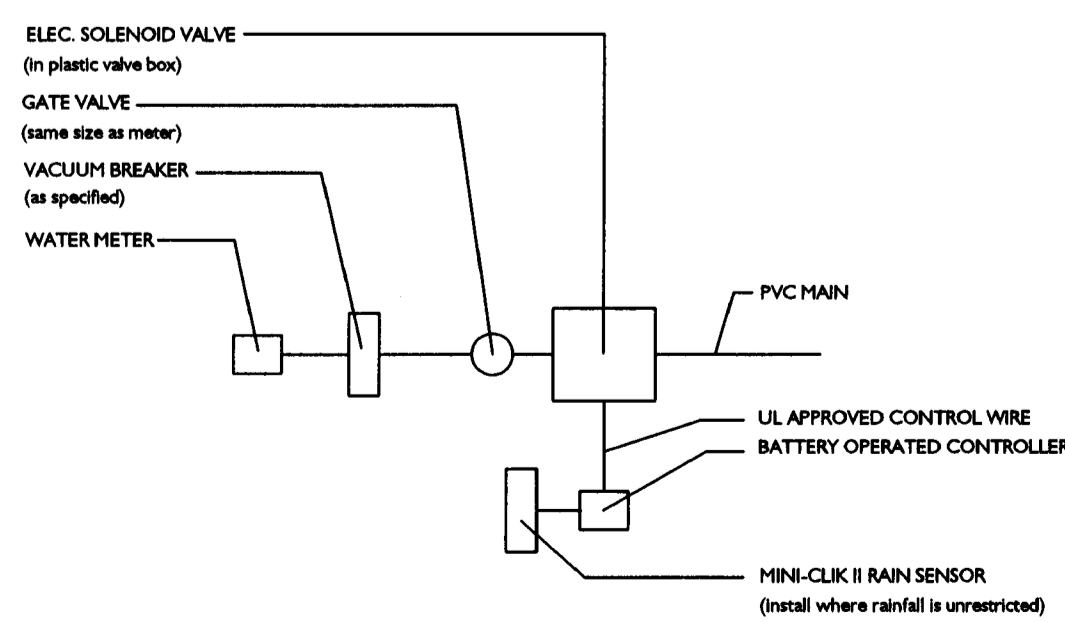 ELEC. SOLENOID VALVE
(in plastic valve box)
GATE VALVE
(same size as meter)
VACUUM BREAKER
(as specified)
WATER METER
PVC MAIN
UL APPROVED CONTROL WIRE
BATTERY OPERATED CONTROLLER
MINI-CLIK II RAIN SENSOR
(install where rainfall is unrestricted)